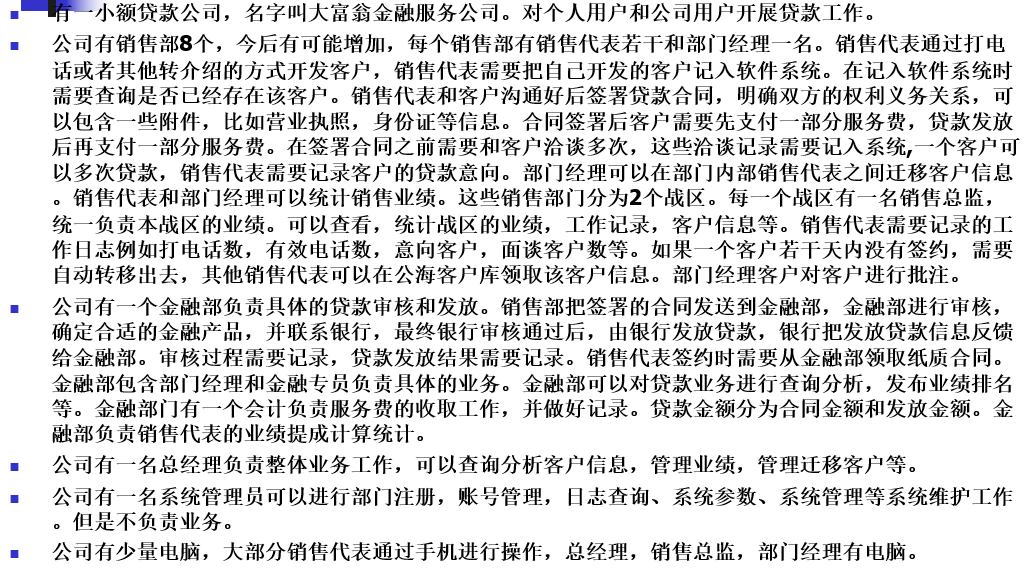 有一小额贷款公司，名字叫大富翁金融服务公司。对个人用户和公司用户开展贷款工作。
公司有销售部8个，今后有可能增加，每个销售部有销售代表若干和部门经理一名。销售代表通过打电
话或者其他转介绍的方式开发客户，销售代表需要把自己开发的客户记入软件系统。在记入软件系统时
需要查询是否已经存在该客户。销售代表和客户沟通好后签署贷款合同，明确双方的权利义务关系，可
以包含一些附件，比如营业执照，身份证等信息。合同签署后客户需要先支付一部分服务费，贷款发放
后再支付一部分服务费。在签署合同之前需要和客户洽谈多次，这些洽谈记录需要记入系统,一个客户可
以多次贷款，销售代表需要记录客户的贷款意向。部门经理可以在部门内部销售代表之间迁移客户信息
。销售代表和部门经理可以统计销售业绩。这些销售部门分为2个战区。每一个战区有一名销售总监，
统一负责本战区的业绩。可以查看，统计战区的业绩，工作记录，客户信息等。销售代表需要记录的工
作日志例如打电话数，有效电话数，意向客户，面谈客户数等。如果一个客户若干天内没有签约，需要
自动转移出去，其他销售代表可以在公海客户库领取该客户信息。部门经理客户对客户进行批注。
公司有一个金融部负责具体的贷款审核和发放。销售部把签署的合同发送到金融部，金融部进行审核，
确定合适的金融产品，并联系银行，最终银行审核通过后，由银行发放贷款，银行把发放贷款信息反馈
给金融部。审核过程需要记录，贷款发放结果需要记录。销售代表签约时需要从金融部领取纸质合同。
金融部包含部门经理和金融专员负责具体的业务。金融部可以对贷款业务进行查询分析，发布业绩排名
等。金融部门有一个会计负责服务费的收取工作，并做好记录。贷款金额分为合同金额和发放金额。金
融部负责销售代表的业绩提成计算统计。
公司有一名总经理负责整体业务工作，可以查询分析客户信息，管理业绩，管理迁移客户等。
公司有一名系统管理员可以进行部门注册，账号管理，日志查询、系统参数、系统管理等系统维护工作
。但是不负责业务。
公司有少量电脑，大部分销售代表通过手机进行操作，总经理，销售总监，部门经理有电脑。